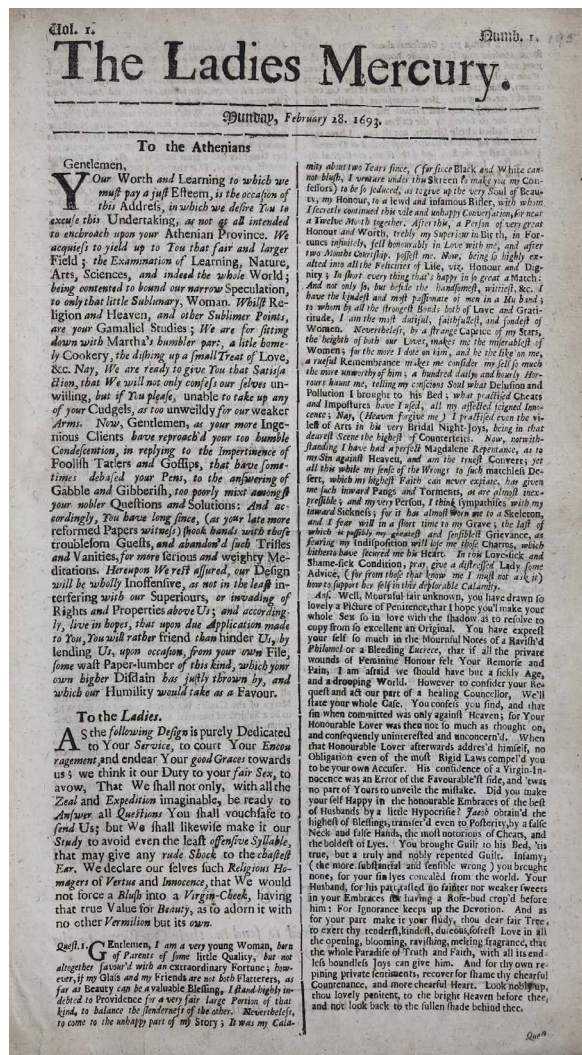 Vol. 1.
Numb. 1.
195
The Ladies Mercury.
Munday, February 28. 1693.
To the Athenians
Gentlemen,
YOur Worth and Learning to which we
must pay a just Esteem, is the occasion of
this Address, in which we desire You to
excuse this Undertaking, as not at all intended
to encroach upon your Athenian Province. We
acquiess to yield up to You that fair and larger
Field; the Examination of Learning, Nature,
Arts, Sciences, and indeed the whole World;
being contented to bound our narrow Speculation,
to only that little Sublunary, Woman. Whilst Re-
ligion and Heaven, and other Sublimer Points,
are your Gamaliel Studies; We are for sitting
down with Martha's humbler part, a litle home-
ly Cookery, the dishing up a small Treat of Love,
&c. Nay, We are ready to give You that Satisfa
ction, that We will not only confess our selves un-
willing, but if You please, unable to take up any
of your Cudgels, as too unweildy for our weaker
Arms. Now, Gentlemen, as your more Inge-
nious Clients have reproach'd your too humble
Condescention, in replying to the Impertinence of
Foolish Tatlers and Gossips, that have some-
times debased your Pens, to the answering of
Gabble and Gibberish, too poorly mixt amongst
your nobler Questions and Solutions: And ac-
cordingly, You have long since, (as your late more
reformed Papers witness) shook hands with those
troublesom Guests, and abandon'd such Trifles
and Vanities, for more serious and weighty Me-
ditations. Hereupon We rest assured, our Design
will be wholly Inoffensive, as not in the least in-
terfering with our Superiours, or invading of
Rights and Properties above Us; and according-
ly, live in hopes, that upon due Application made
to You, You will rather friend than hinder Us, by
lending Us, upon occasion, from your own File,
some wast Paper-lumber of this kind, which your
own higher Disdain has justly thrown by, and
which our Humility would take as a Favour.
To the Ladies.
AS the following Design is purely Dedicated
to Your Service, to court Your Encou
ragement, and endear Your good Graces towards
us; we think it our Duty to your fair Sex, to
avow, That We shall not only, with all the
Zeal and Expedition imaginable, be ready to
Answer all Questions You shall vouchsafe to
send Us; but We shall likewise make it our
Study to avoid even the least offensive Syllable,
that may give any rude Shock to the chastest
Ear. We declare our selves such Religious Ho-
magers of Vertue and Innocence, that We would
not force a Blush into a Virgin-Cheek, having
that true Value for Beauty, as to adorn it with
no other Vermilion but its own.
Quest. 1. GEntlemen, I am a very young Woman, born
of Parents of some little Quality, but not
altogether favour'd with an extraordinary Fortune; how-
ever, if my Glass and my Friends are not both Flatterers, as
far as Beauty can be a valuable Blessing, I stand highly in-
debted to Providence for a very fair large Portion of that
kind, to balance the slenderness of the other. Nevertheless,
to come to the unhappy part of my Story; It was my Cala-
mity about two Years since, (for since Black and White can-
not blush, I venture under this Skreen to make you my Con-
fessors) to be so seduced, as to give up the very Soul of Beau-
ty, my Honour, to a lewd and infamous Rifler, with whom
I secretly continued this vile and unhappy Conversation, for near
a Twelve Month together. After this, a Person of very great
Honour and Worth, trebly my Superiour in Birth, in For-
tunes infinitely, fell honourably in Love with me, and after
two Months Courtship, possest me. Now, being so highly ex-
alted into all the Felicities of Life, viz. Honour and Dig-
nity; In short every thing that's happy in so great a Match:
And not only so, but beside the handsomest, wittiest, &c. I
have the kindest and most passionate of men in a Husband;
to whom by all the strongest Bonds both of Love and Grati-
tude, I am the most dutiful, faithfullest, and fondest of
Women. Nevertheless, by a strange Caprice of my Stars,
the heighth of both our Loves, makes me the miserablest of
Women; for the more I dote on him, and he the like on me,
a rueful Remembrance makes me consider my self so much
the more unworthy of him; a hundred daily and hourly Hor-
rours haunt me, telling my conscious Soul what Delusion and
Pollution I brought to his Bed; what practised Cheats
and Impostures have I used, all my affected feigned Inno-
cence; Nay, (Heaven forgive me) I practised even the vi-
lest of Arts in his very Bridal Night-Joys, being in that
dearest Scene the highest of Counterfeits. Now, notwith-
standing I have had a perfect Magdalene Repentance, as to
my Sin against Heaven, and am the truest Convert; yet
all this while my sense of the Wrongs to such matchless De-
sert, which my highest Faith can never expiate, has given
me such inward Pangs and Torments, as are almost inex-
pressible; and my very Person, I think sympathises with my
inward Sickness; for it has almost worn me to a Skeleton,
and I fear will in a short time to my Grave; the last of
which is possibly my greatest and sensiblest Grievance, as
fearing my Indisposition will lose me those Charms, which
hitherto have secured me his Heart. In this Love-sick and
Shame-sick Condition, pray, give a distressed Lady some
Advice, (for from those that know me I must not ask it)
how to support her self in this deplorable Calamity.
Ans. Well, Mournful fair unknown, you have drawn so
lovely a Picture of Penitence, that I hope you'l make your
whole Sex so in love with the shadow as to resolve to
copy from so excellent an Original. You have exprest
your self so much in the Mournful Notes of a Ravish'd
Philomel or a Bleeding Lucrece, that if all the private
wounds of Feminine Honour felt Your Remorse and
Pain, I am afraid we should have but a sickly Age,
and a drooping World. However to consider your Re-
quest and act our part of a healing Councellor, We'll
state your whole Case. You confess you find, and that
sin when committed was only against Heaven; for Your
Honourable Lover was then not so much as thought on,
and consequently uninterested and unconcern'd. When
that Honourable Lover afterwards addres'd himself, no
Obligation even of the most Rigid Laws compel'd you
to be your own Accuser. His confidence of a Virgin-In-
nocence was an Error of the Favourable'st side, and 'twas
no part of Yours to unveile the mistake. Did you make
your self Happy in the honourable Embraces of the best
of Husbands by a little Hypocrisie? Jacob obtain'd the
highest of Blessings, transfer'd even to Posterity, by a false
Neck and false Hands, the most notorious of Cheats, and
the boldest of Lyes. You brought Guilt to his Bed, 'tis
true, but a truly and nobly repented Guilt. Infamy;
(the more substantial and sensible wrong) you brought
none, for your sin lyes conceal'd from the world. Your
Husband, for his part, tasted no fainter nor weaker sweets
in your Embraces for having a Rose-bud crop'd before
him: For Ignorance keeps up the Devotion. And as
for your part make it your study, thou dear fair Tree,
to exert thy tenderst, kindest, duteous, softest Love in all
the opening, blooming, ravishing, melting fragrance, that
the whole Paradise of Truth and Faith, with all its end-
less boundless Joys can give him. And for thy own re-
pining private sentiments, recover for shame thy chearful
Countenance, and more chearful Heart. Look nobly up,
thou lovely penitent, to the bright Heaven before thee,
and not look back to the sullen shade behind thee.
Quest